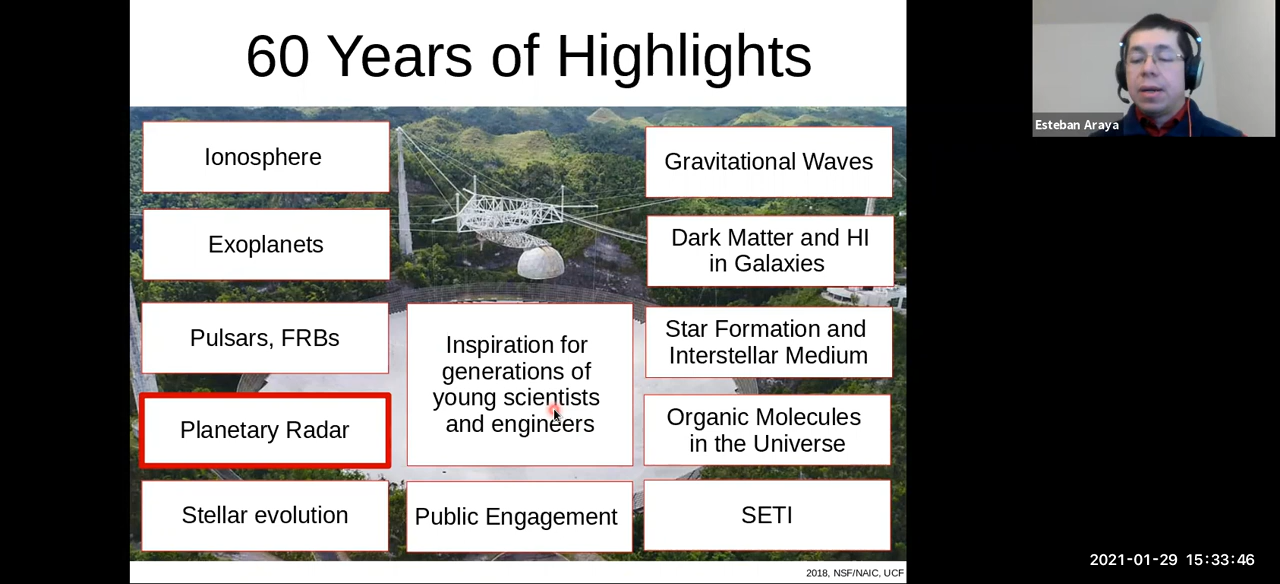 60 Years of Highlights
Ionosphere
Exoplanets
Pulsars, FRBs
Planetary Radar
Stellar evolution
Inspiration for
generations of
young scientists
and engineers
Public Engagement
Gravitational Waves
Dark Matter and HI
in Galaxies
Star Formation and
Interstellar Medium
Organic Molecules
in the Universe
SETI
2018, NSF/NAIC, UCF
Esteban Araya
2021-01-29 15:33:46